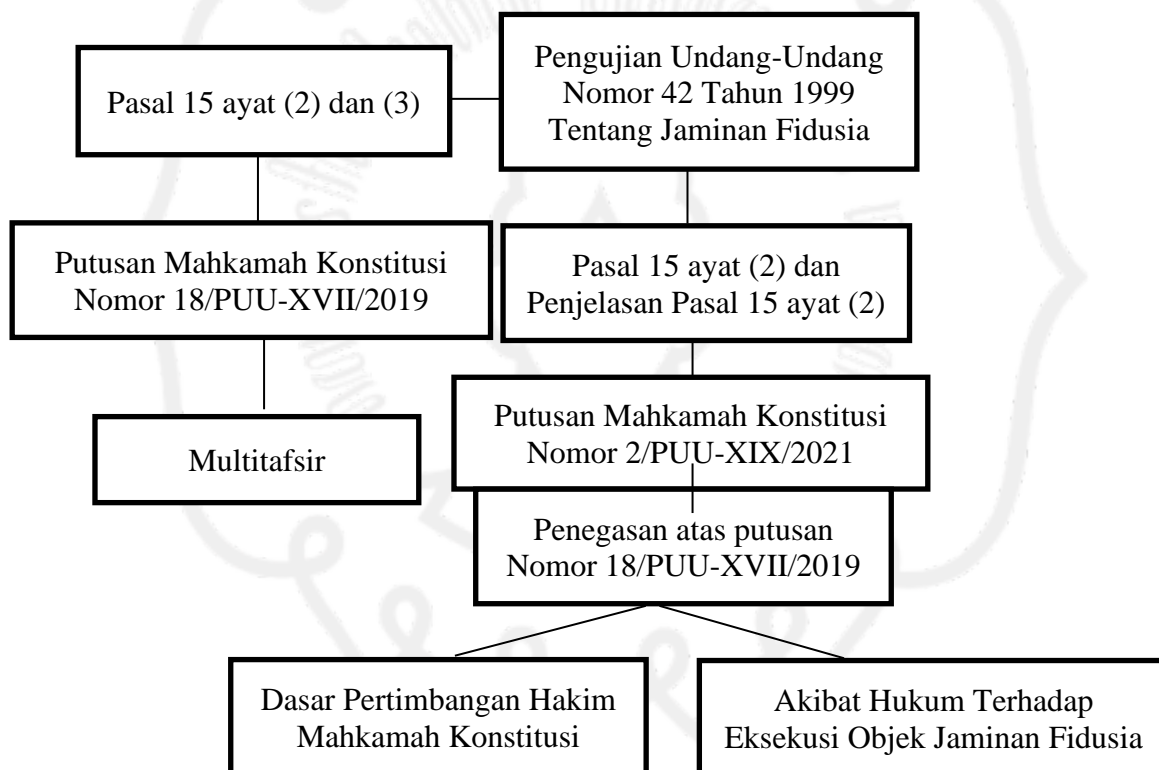 Pengujian Undang-Undang
Nomor 42 Tahun 1999
Tentang Jaminan Fidusia
Pasal 15 ayat (2) dan (3)
Putusan Mahkamah Konstitusi
Nomor 18/PUU-XVII/2019
Multitafsir
Pasal 15 ayat (2) dan
Penjelasan Pasal 15 ayat (2)
Putusan Mahkamah Konstitusi
Nomor 2/PUU-XIX/2021
Penegasan atas putusan
Nomor 18/PUU-XVII/2019
Dasar Pertimbangan Hakim
Mahkamah Konstitusi
Akibat Hukum Terhadap
Eksekusi Objek Jaminan Fidusia